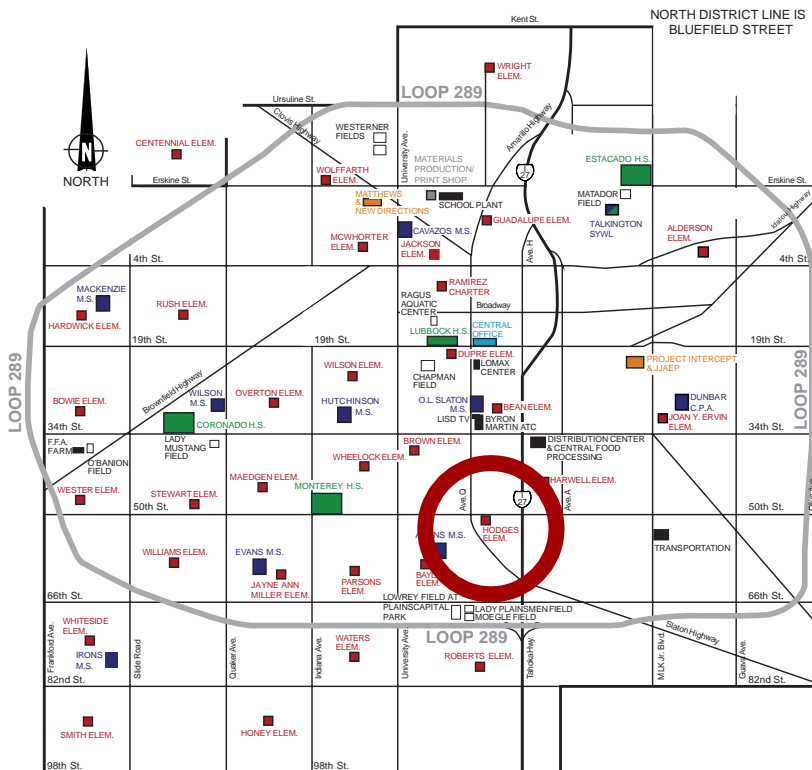 NORTH DISTRICT LINE IS
BLUEFIELD STREET
Kent St.
WRIGHT
ELEM.
LOOP 289
Ursuline St.
Clovis Highway
WESTERNER
FIELDS
University Ave.
Amarillo Highway
CENTENNIAL ELEM.
N
NORTH
Erskine St.
WOLFFARTH
ELEM.
MATERIALS
PRODUCTION/
PRINT SHOP
27
ESTACADO H.S.
Erskine St.
MATTHEWS
& NEW DIRECTIONS
SCHOOL PLANT
MATADOR
FIELD
Idalou Highway
GUADALUPE ELEM.
TALKINGTON
SYWL
CAVAZOS M.S.
MCWHORTER
ELEM.
JACKSON
ELEM.
Ave. H
ALDERSON
ELEM.
4th St.
4th St.
MACKENZIE
M.S.
HARDWICK ELEM.
RUSH ELEM.
RAMIREZ
CHARTER
RAGUS
AQUATIC
CENTER
Broadway
19th St.
19th St.
LUBBOCK H.S.
CENTRAL
OFFICE
19th St.
LOOP 289
Brownfield Highway
WILSON ELEM.
DUPRE ELEM.
CHAPMAN
FIELD
LOMAX
CENTER
PROJECT INTERCEPT
& JJAEP
LOOP 289
BOWIE ELEM.
WILSON
M.S.
OVERTON ELEM.
HUTCHINSON
M.S.
O.L. SLATON
M.S.
BEAN ELEM.
DUNBAR
C.P.A.
JOAN Y. ERVIN
ELEM.
34th St.
CORONADO H.S.
LISD TV
BYRON
MARTIN ATC
34th St.
F.F.A.
FARM
O'BANION
FIELD
LADY
MUSTANG
FIELD
BROWN ELEM.
DISTRIBUTION CENTER
& CENTRAL FOOD
PROCESSING
WHEELOCK ELEM.
WESTER ELEM.
STEWART ELEM.
MAEDGEN ELEM.
MONTEREY H.S.
Ave. Q
27
HARWELL ELEM.
Ave. A
50th St.
50th St.
HODGES
ELEM.
M.S.
TRANSPORTATION
WILLIAMS ELEM.
EVANS M.S.
JAYNE ANN
MILLER ELEM.
PARSONS
ELEM.
ELEM.
66th St.
66th St.
LOWREY FIELD AT
PLAINSCAPITAL
PARK
LADY PLAINSMEN FIELD
MOEGLE FIELD
LOOP 289
Slaton Highway
WHITESIDE
ELEM.
IRONS
M.S.
Frankford Ave.
Slide Road
Quaker Ave.
Indiana Ave.
University Ave.
Tahoka Hwy.
MLK Jr. Blvd.
Guava Ave.
WATERS
ELEM.
ROBERTS ELEM.
82nd St.
82nd St.
SMITH ELEM.
HONEY ELEM.
98th St.
98th St.